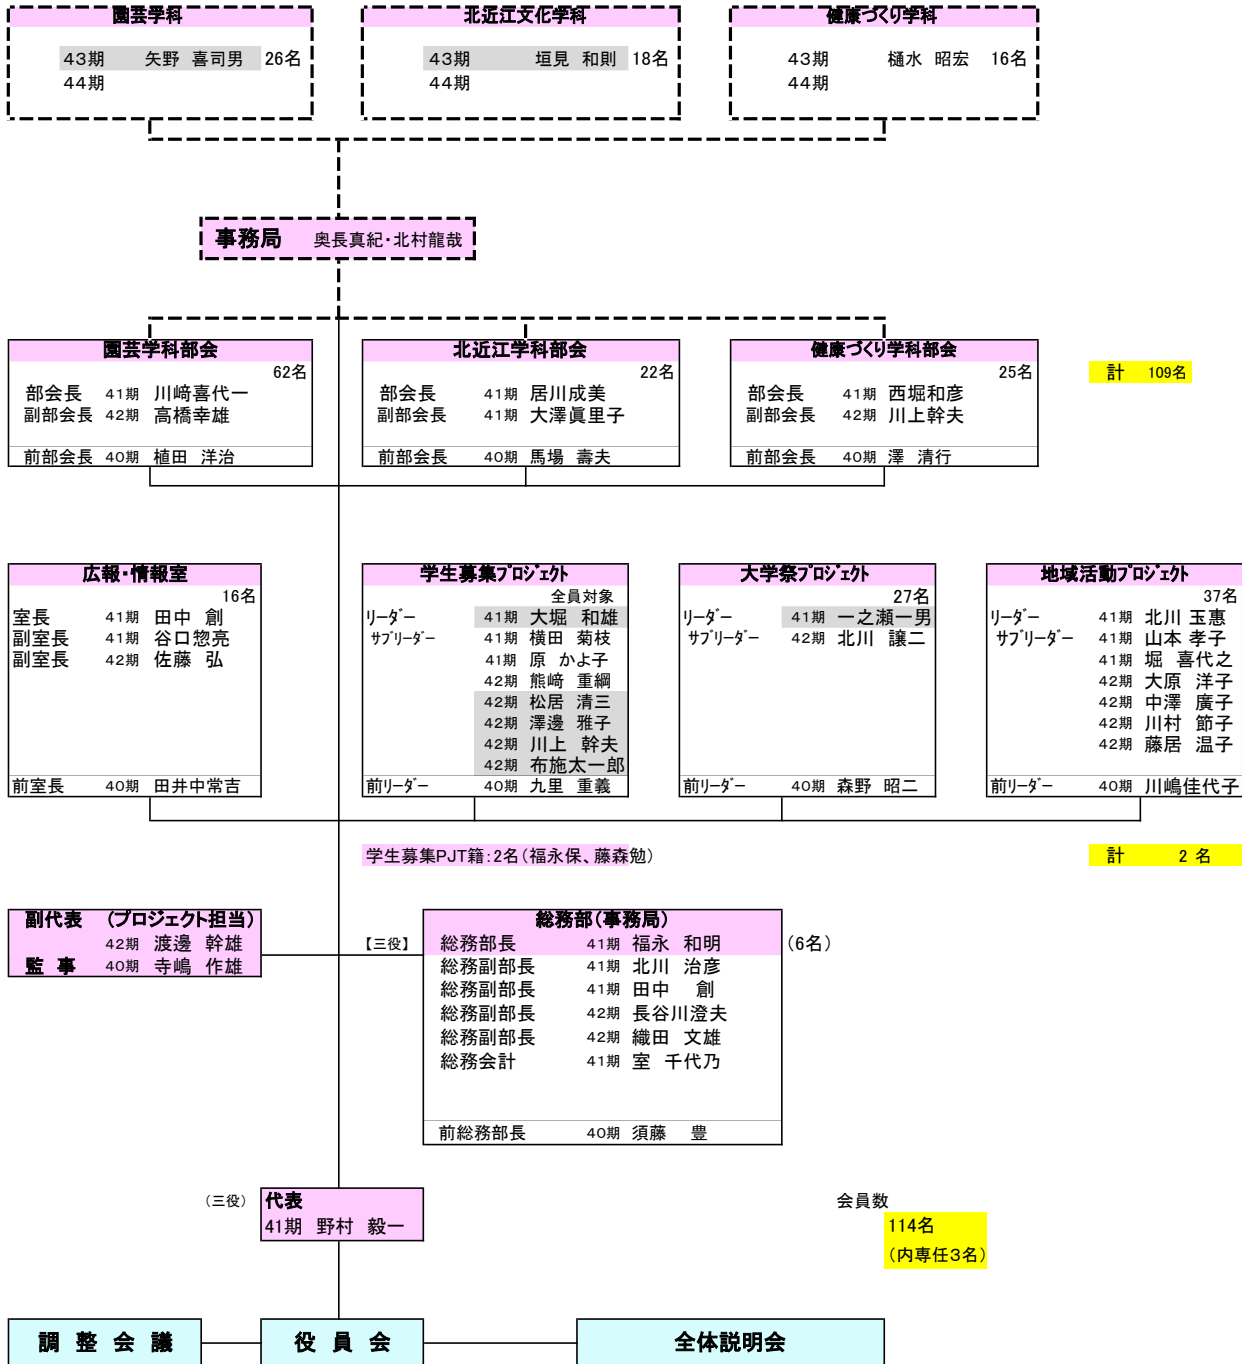 園芸学科 北近江文化学科 健康づくり学科
43期 矢野 喜司男 26名 43期 垣見 和則 18名 43期 樋水 昭宏 16名
44期 44期 44期
事務局 奥長真紀・北村龍哉
園芸学科部会 北近江学科部会 健康づくり学科部会
62名 22名 25名 計 109名
部会長 41期 川﨑喜代一 部会長 41期 居川成美 部会長 41期 西堀和彦
副部会長 42期 高橋幸雄 副部会長 41期 大澤眞里子 副部会長 42期 川上幹夫
前部会長 40期 植田 洋治 前部会長 40期 馬場 壽夫 前部会長 40期 澤 清行
広報・情報室 学生募集プロジェクト 大学祭プロジェクト 地域活動プロジェクト
16名 全員対象 27名 37名
室長 41期 田中 創 リーダー 41期 大堀 和雄 リーダー 41期 一之瀬一男 リーダー 41期 北川 玉惠
副室長 41期 谷口惣亮 サブリーダー 41期 横田 菊枝 サブリーダー 42期 北川 譲二 サブリーダー 41期 山本 孝子
副室長 42期 佐藤 弘 41期 原 かよ子 41期 堀 喜代之
42期 熊﨑 重綱 42期 大原 洋子
42期 松居 清三 42期 中澤 廣子
42期 澤邊 雅子 42期 川村 節子
42期 川上 幹夫 42期 藤居 温子
42期 布施太一郎
前室長 40期 田井中常吉 前リーダー 40期 九里 重義 前リーダー 40期 森野 昭二 前リーダー 40期 川嶋佳代子
学生募集PJT籍:2名(福永保、藤森勉) 計 2 名
副代表 (プロジェクト担当) 総務部(事務局)
42期 渡邊 幹雄 【三役】 総務部長 41期 福永 和明 (6名)
監 事 40期 寺嶋 作雄 総務副部長 41期 北川 治彦
総務副部長 41期 田中 創
総務副部長 42期 長谷川澄夫
総務副部長 42期 織田 文雄
総務会計 41期 室 千代乃
前総務部長 40期 須藤 豊
(三役) 代表 会員数
41期 野村 毅一 114名
(内専任3名)
調 整 会 議 役 員 会 全体説明会